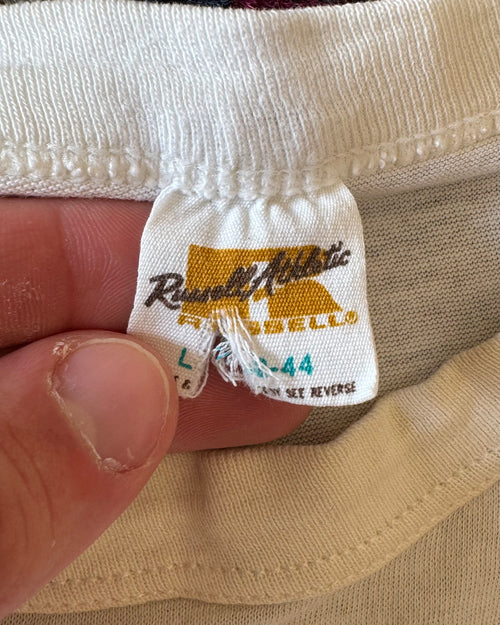 Russell Athletic
RUSSELL®
L -44
& SEE REVERSE